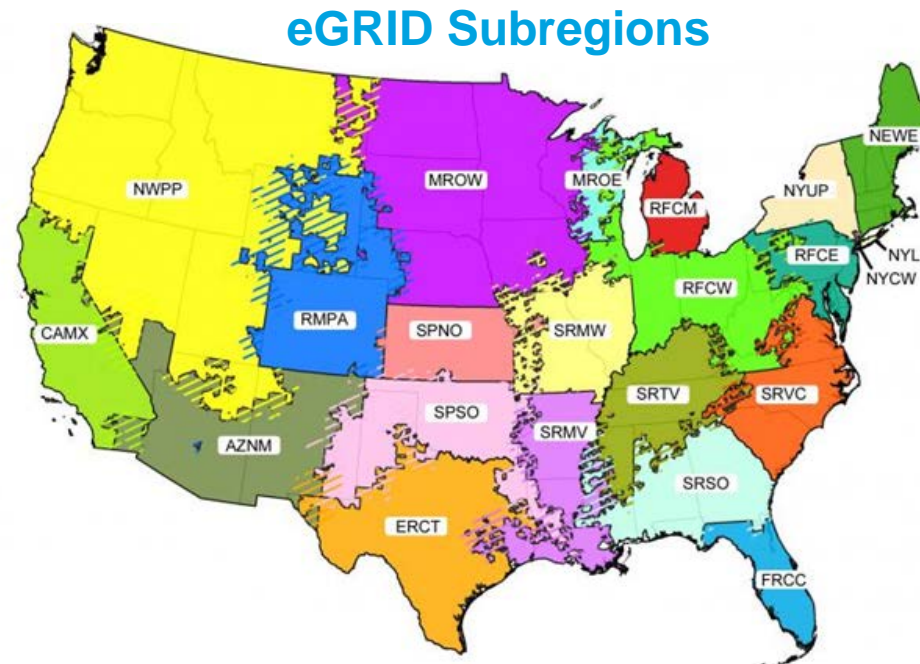 eGRID Subregions
NEWE
NWPP
MROW
MROE
NYUP
RFCM
RFCE
NYL
NYCW
RFCW
RMPA
SPNO
SRMW
CAMX
SRTV
SRVC
SPSO
SRMV
AZNM
SRSO
ERCT
FRCC